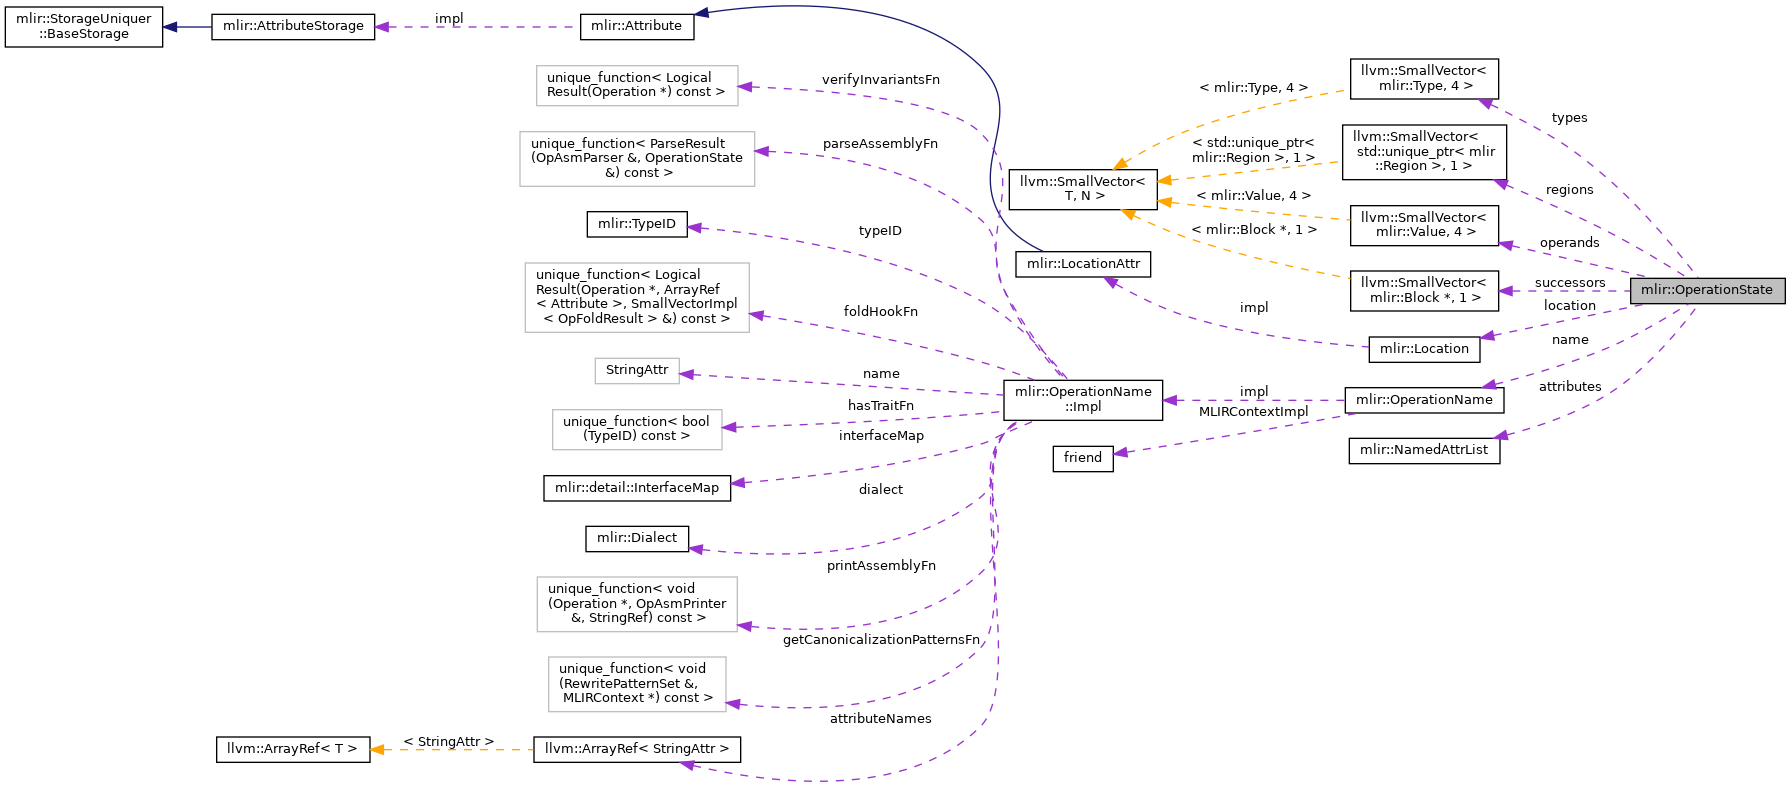 mlir::StorageUniquer
::BaseStorage
mlir::AttributeStorage
impl
mlir::Attribute
unique_function< Logical
Result(Operation *) const >
verifyInvariantsFn
unique_function< ParseResult
(OpAsmParser &, OperationState
&) const >
parseAssemblyFn
mlir::TypeID
typeID
unique_function< Logical
Result(Operation *, ArrayRef
< Attribute >, SmallVectorImpl
< OpFoldResult > &) const >
foldHookFn
StringAttr
name
unique_function< bool
(TypeID) const >
hasTraitFn
mlir::detail::InterfaceMap
interfaceMap
mlir::Dialect
dialect
unique_function< void
(Operation *, OpAsmPrinter
&, StringRef) const >
printAssemblyFn
unique_function< void
(RewritePatternSet &,
MLIRContext *) const >
getCanonicalizationPatternsFn
llvm::ArrayRef< T >
< StringAttr >
llvm::ArrayRef< StringAttr >
attributeNames
llvm::SmallVector<
T, N >
mlir::LocationAttr
mlir::OperationName
::Impl
friend
< mlir::Type, 4 >
< std::unique_ptr<
mlir::Region >, 1 >
< mlir::Value, 4 >
< mlir::Block *, 1 >
impl
impl
MLIRContextImpl
llvm::SmallVector<
mlir::Type, 4 >
llvm::SmallVector<
std::unique_ptr< mlir
::Region >, 1 >
llvm::SmallVector<
mlir::Value, 4 >
llvm::SmallVector<
mlir::Block *, 1 >
mlir::Location
mlir::OperationName
mlir::NamedAttrList
types
regions
operands
successors
location
name
attributes
mlir::OperationState